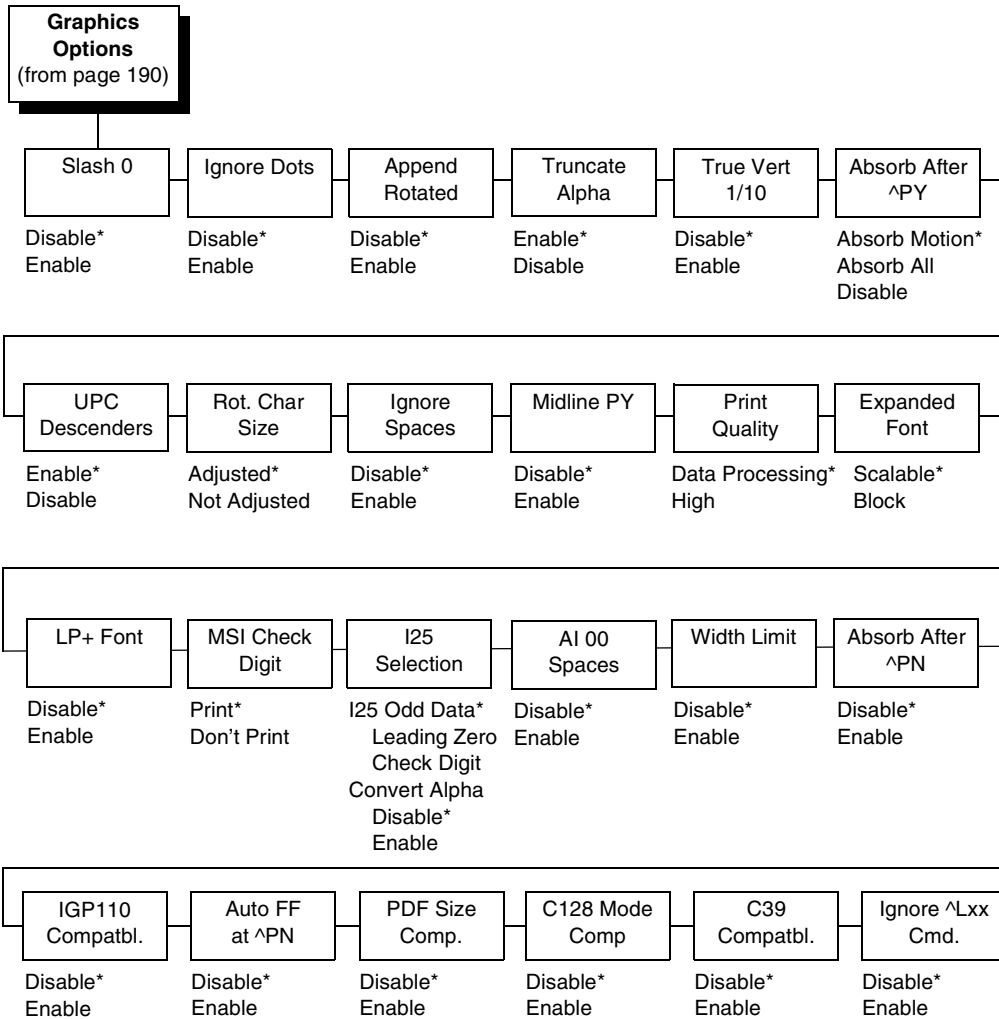 Graphics
Options
(from page 190)
Slash 0
Disable*
Enable
Ignore Dots
Disable*
Enable
Append
Rotated
Disable*
Enable
Truncate
Alpha
Enable*
Disable
True Vert
1/10
Disable*
Enable
Absorb After
^PY
Absorb Motion*
Absorb All
Disable
UPC
Descenders
Enable*
Disable
Rot. Char
Size
Adjusted*
Not Adjusted
Ignore
Spaces
Disable*
Enable
Midline PY
Disable*
Enable
Print
Quality
Data Processing*
High
Expanded
Font
Scalable*
Block
LP+ Font
Disable*
Enable
MSI Check
Digit
Print*
Don't Print
I25
Selection
I25 Odd Data*
Leading Zero
Check Digit
Convert Alpha
Disable*
Enable
AI 00
Spaces
Disable*
Enable
Width Limit
Disable*
Enable
Absorb After
^PN
Disable*
Enable
IGP110
Compatbl.
Disable*
Enable
Auto FF
at ^PN
Disable*
Enable
PDF Size
Comp.
Disable*
Enable
C128 Mode
Comp
Disable*
Enable
C39
Compatbl.
Disable*
Enable
Ignore ^Lxx
Cmd.
Disable*
Enable